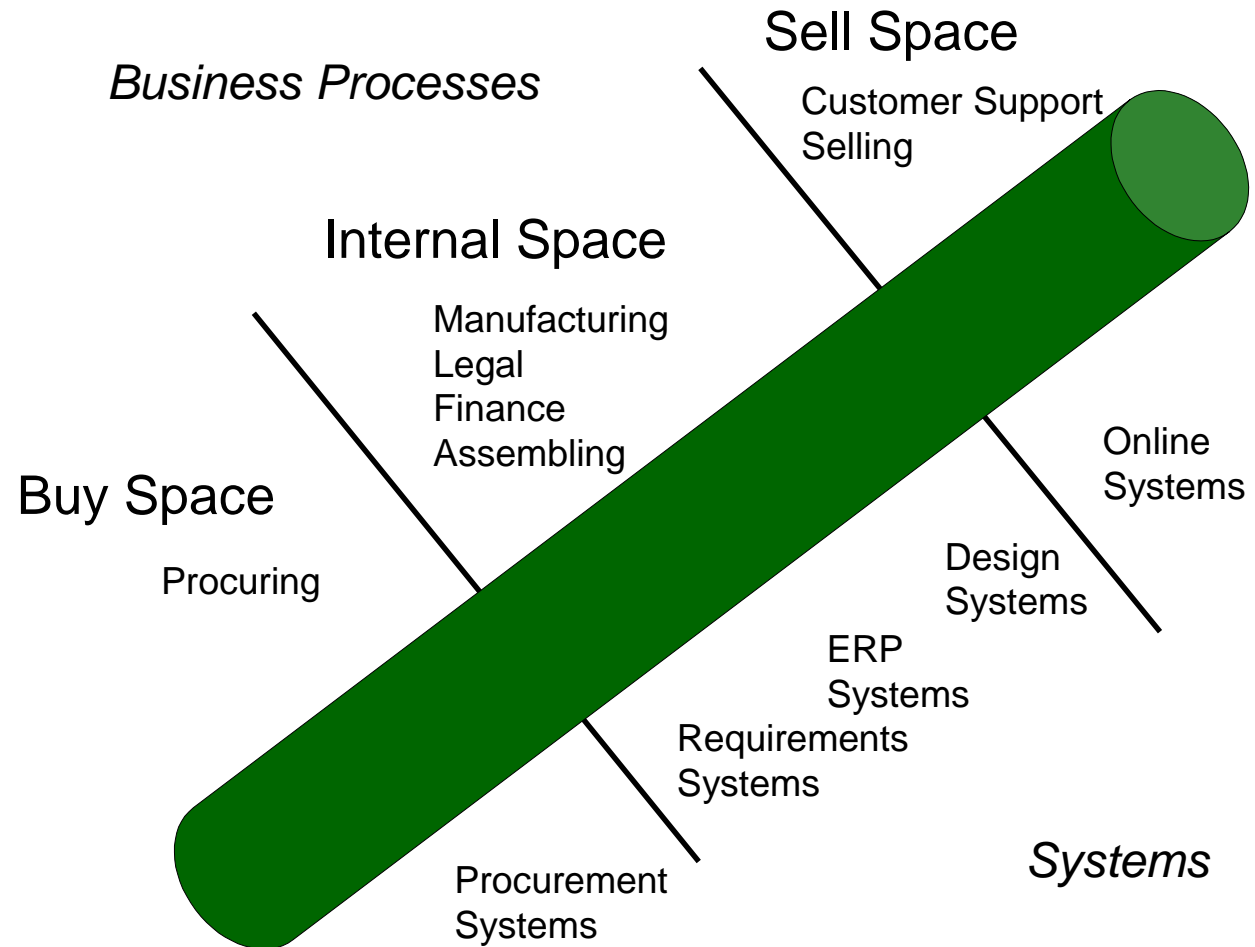 Sell Space
Business Processes
Customer Support
Selling
Internal Space
Manufacturing
Legal
Finance
Assembling
Buy Space
Procuring
Online
Systems
Design
Systems
ERP
Systems
Requirements
Systems
Procurement
Systems
Systems